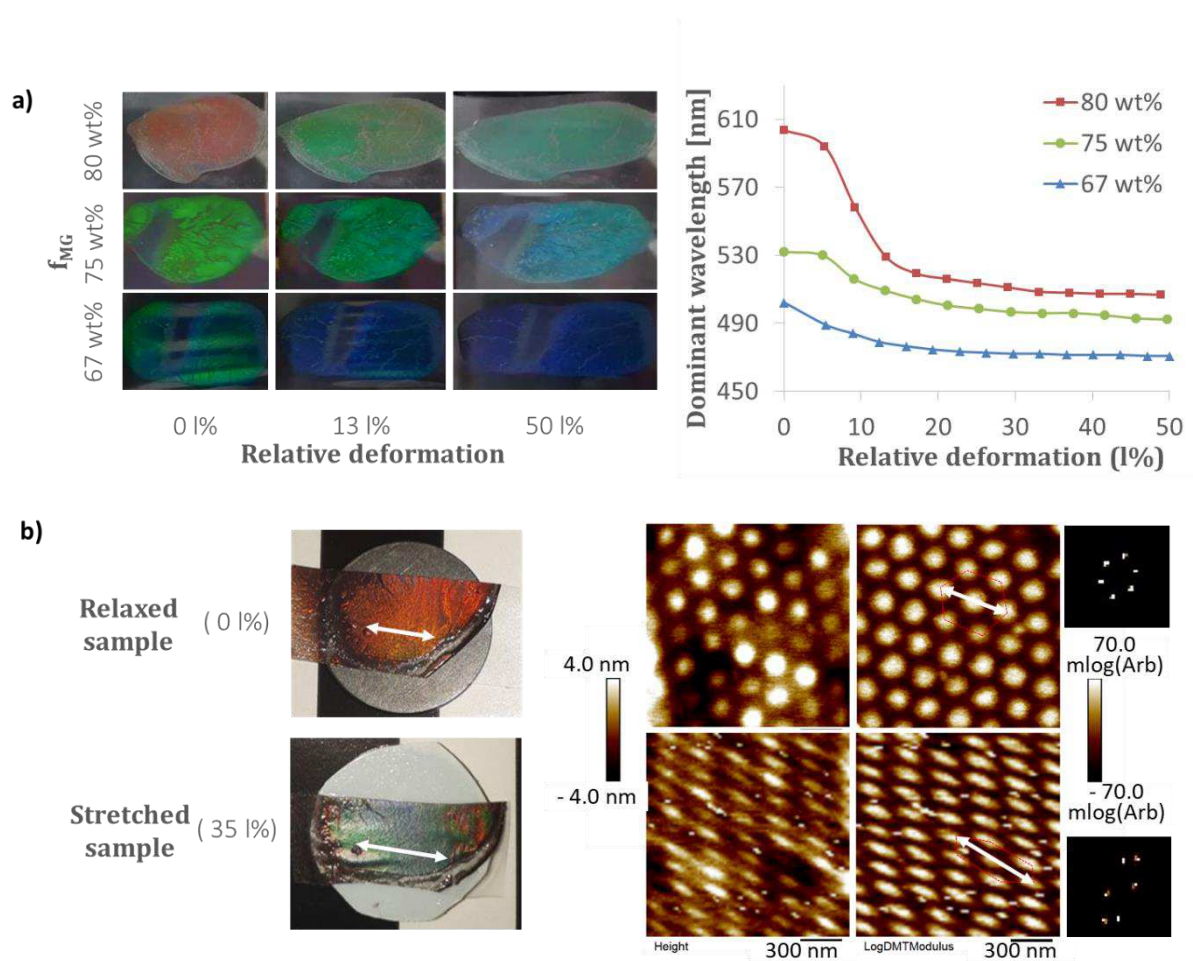 a)
f_MG
80 wt%
75 wt%
67 wt%
0 l%
13 l%
50 l%
Relative deformation
Dominant wavelength [nm]
610
570
530
490
450
80 wt%
75 wt%
67 wt%
0
10
20
30
40
50
Relative deformation (l%)
b)
Relaxed
sample
( 0 l%)
Stretched
sample
( 35 l%)
4.0 nm
- 4.0 nm
70.0
mlog(Arb)
- 70.0
mlog(Arb)
Height
300 nm
LogDMTModulus
300 nm